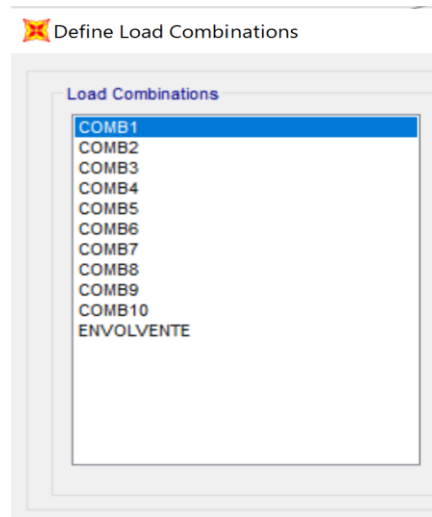 Define Load Combinations
Load Combinations
COMB1
COMB2
COMB3
COMB4
COMB5
COMB6
COMB7
COMB8
COMB9
COMB10
ENVOLVENTE